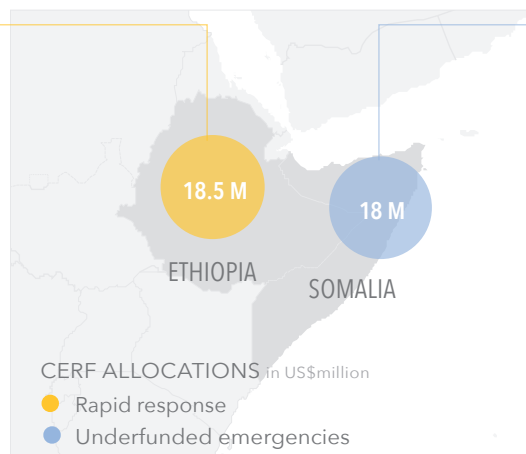 18.5 M
18 M
ETHIOPIA
SOMALIA
CERF ALLOCATIONS in US$million
Rapid response
Underfunded emergencies